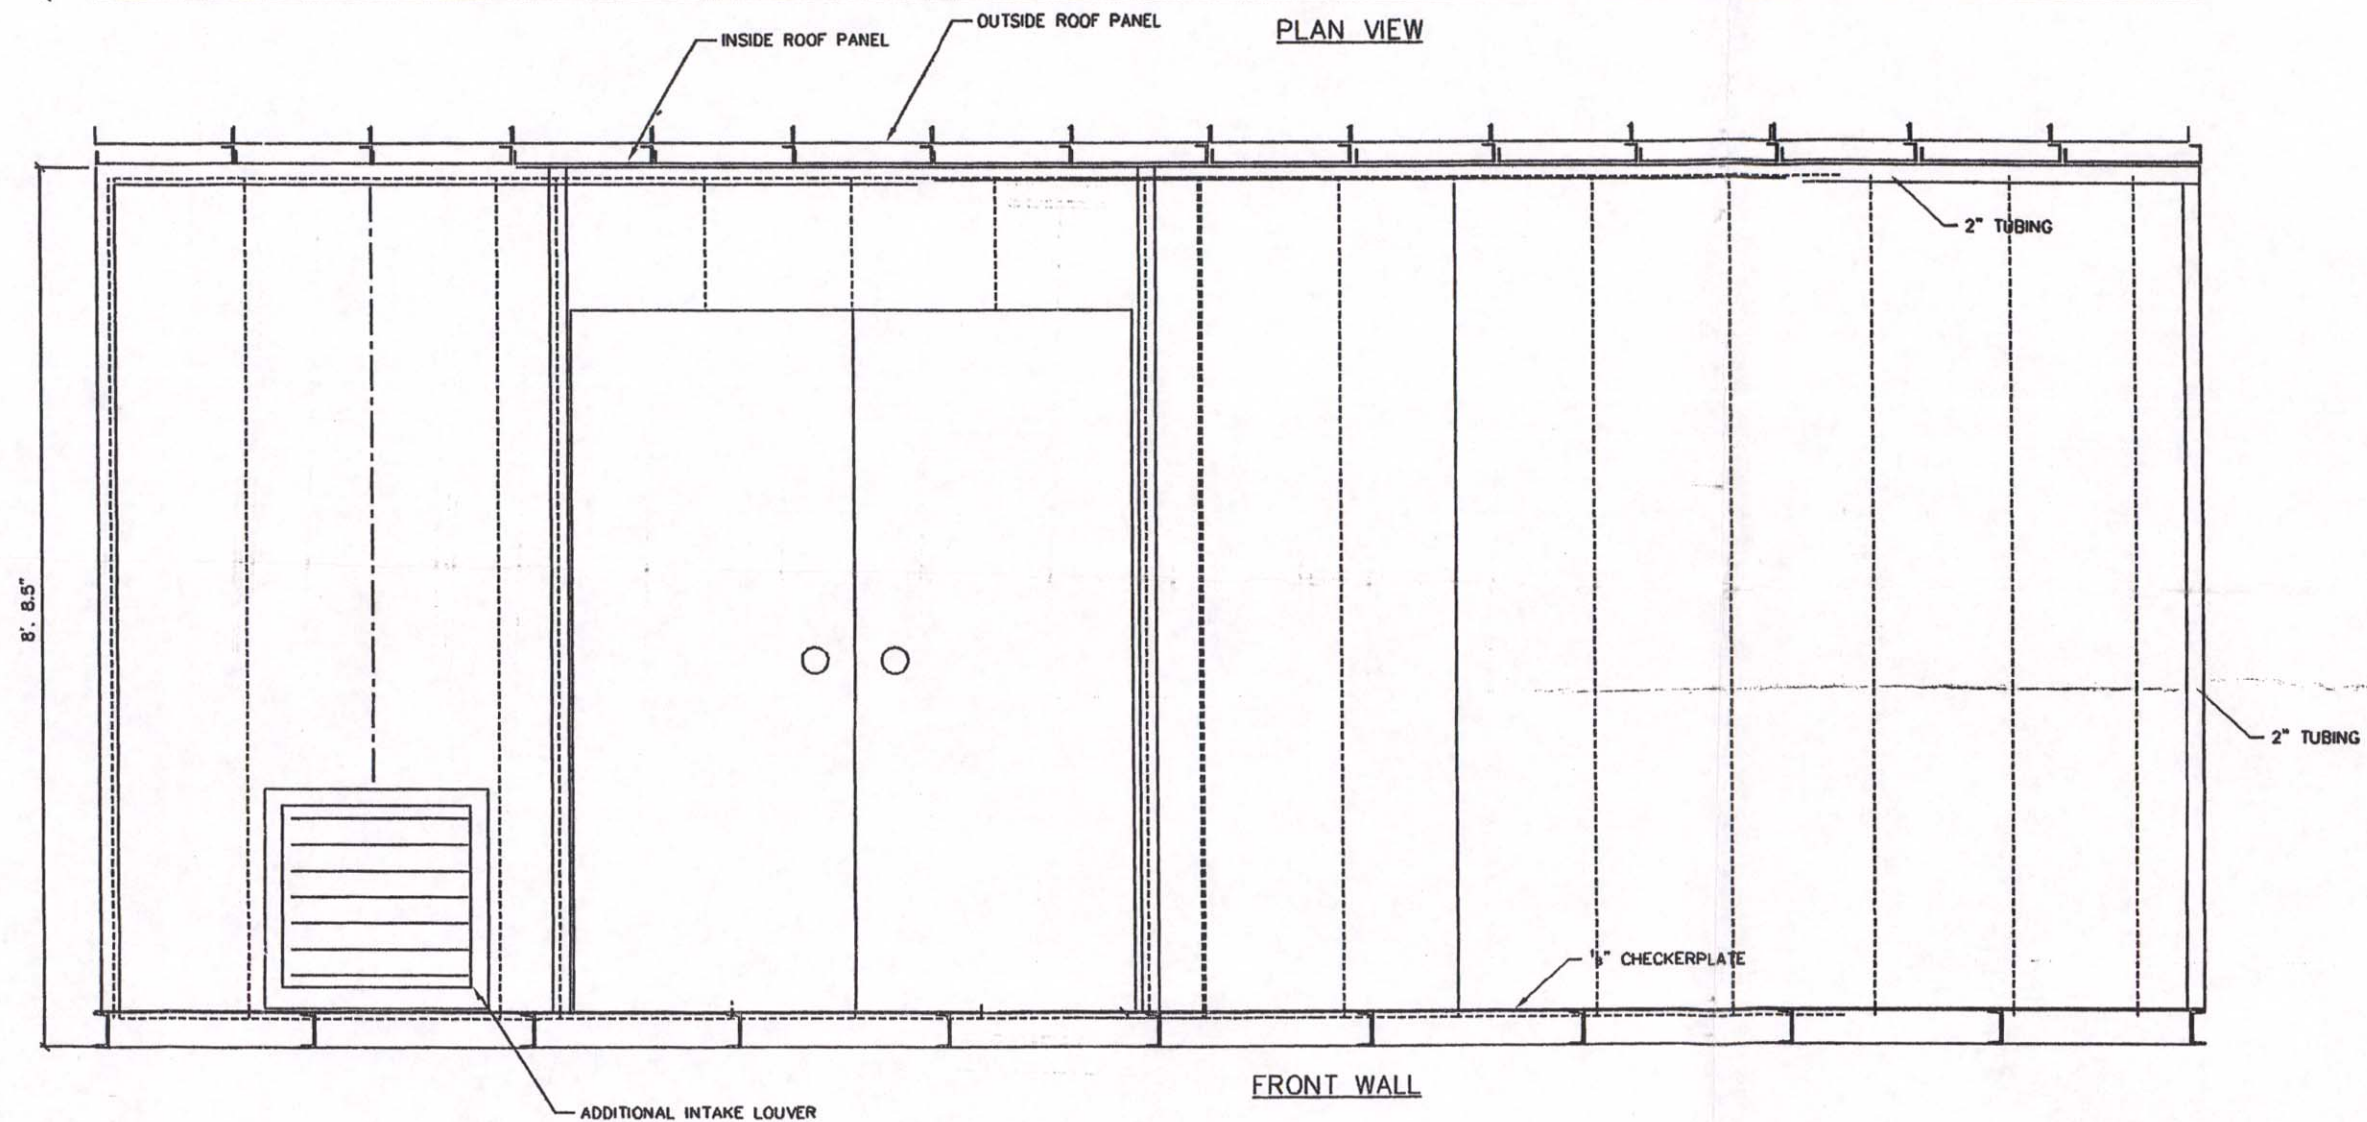 OUTSIDE ROOF PANEL
PLAN VIEW
INSIDE ROOF PANEL
2" TUBING
8'. 8.5"
2" TUBING
CHECKERPLATE
FRONT WALL
ADDITIONAL INTAKE LOUVER